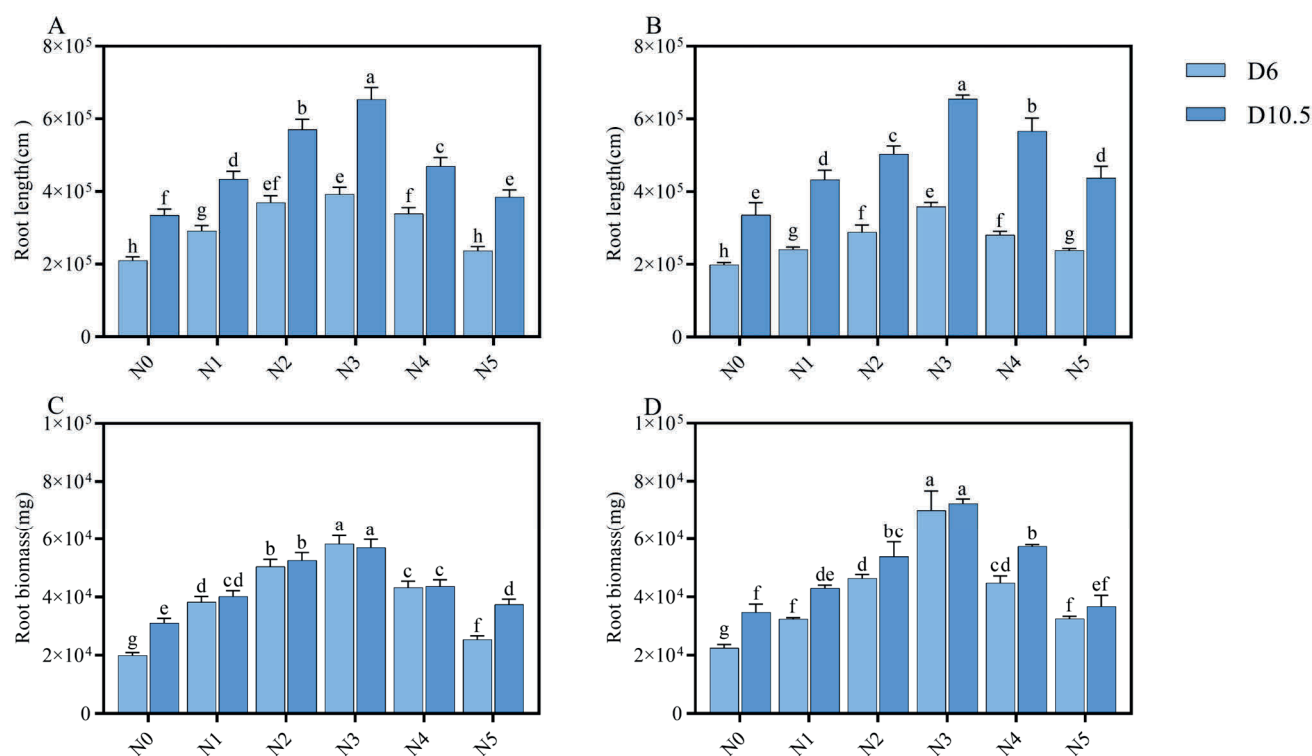 A
Root length(cm )
8×10⁵
6×10⁵
4×10⁵
2×10⁵
0
h f g d ef b e a f c h e
N0 N1 N2 N3 N4 N5
B
Root length(cm)
8×10⁵
6×10⁵
4×10⁵
2×10⁵
0
h e g d f c e a f b g d
N0 N1 N2 N3 N4 N5
D6
D10.5
C
Root biomass(mg)
1×10⁵
8×10⁴
6×10⁴
4×10⁴
2×10⁴
0
g e d cd b b a a c c f d
N0 N1 N2 N3 N4 N5
D
Root biomass(mg)
1×10⁵
8×10⁴
6×10⁴
4×10⁴
2×10⁴
0
g f f de d bc a a cd b f ef
N0 N1 N2 N3 N4 N5